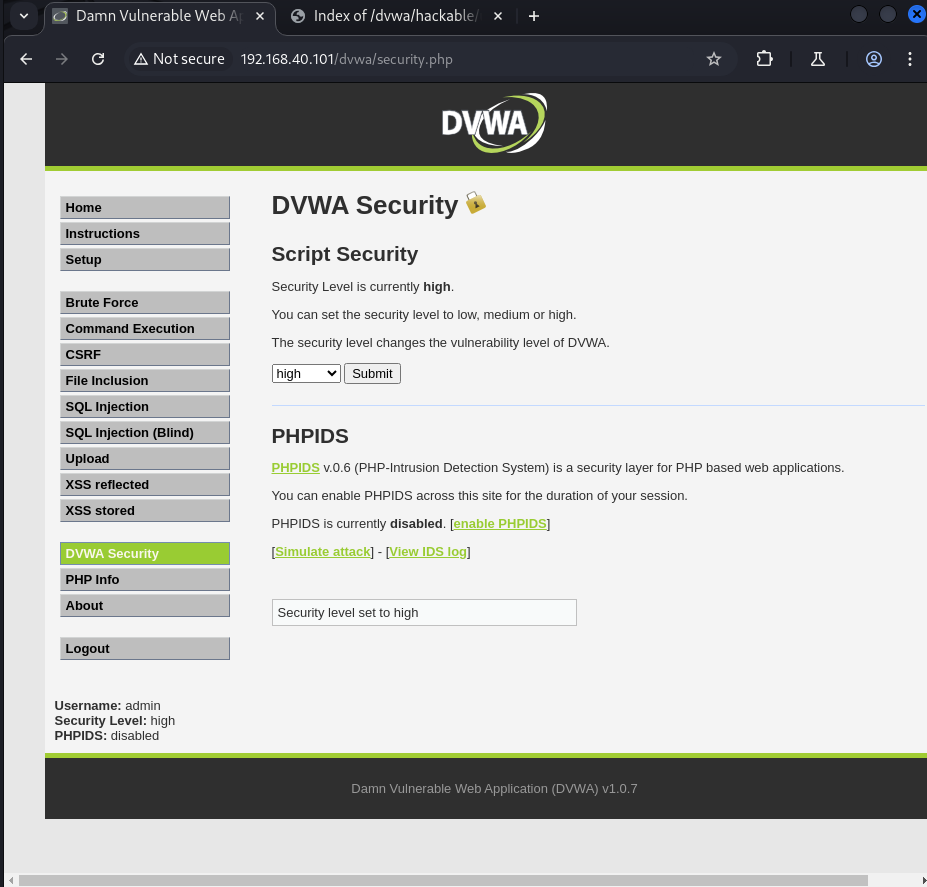 Damn Vulnerable Web Ap
Index of /dvwa/hackable/
Not secure
192.168.40.101/dvwa/security.php
DVWA
Home
Instructions
Setup
Brute Force
Command Execution
CSRF
File Inclusion
SQL Injection
SQL Injection (Blind)
Upload
XSS reflected
XSS stored
DVWA Security
PHP Info
About
Logout
Username: admin
Security Level: high
PHPIDS: disabled
DVWA Security
Script Security
Security Level is currently high.
You can set the security level to low, medium or high.
The security level changes the vulnerability level of DVWA.
high Submit
PHPIDS
PHPIDS v.0.6 (PHP-Intrusion Detection System) is a security layer for PHP based web applications.
You can enable PHPIDS across this site for the duration of your session.
PHPIDS is currently disabled. [enable PHPIDS]
[Simulate attack] - [View IDS log]
Security level set to high
Damn Vulnerable Web Application (DVWA) v1.0.7